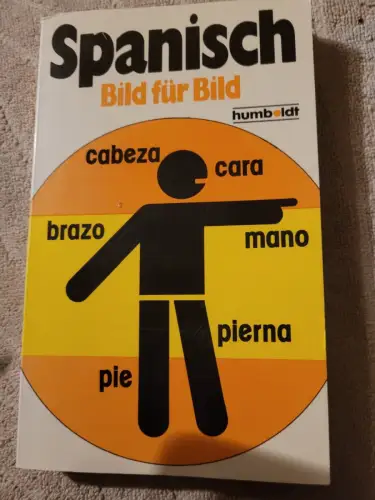 Spanisch
Bild für Bild
humboldt
cabeza
cara
brazo
mano
pierna
pie